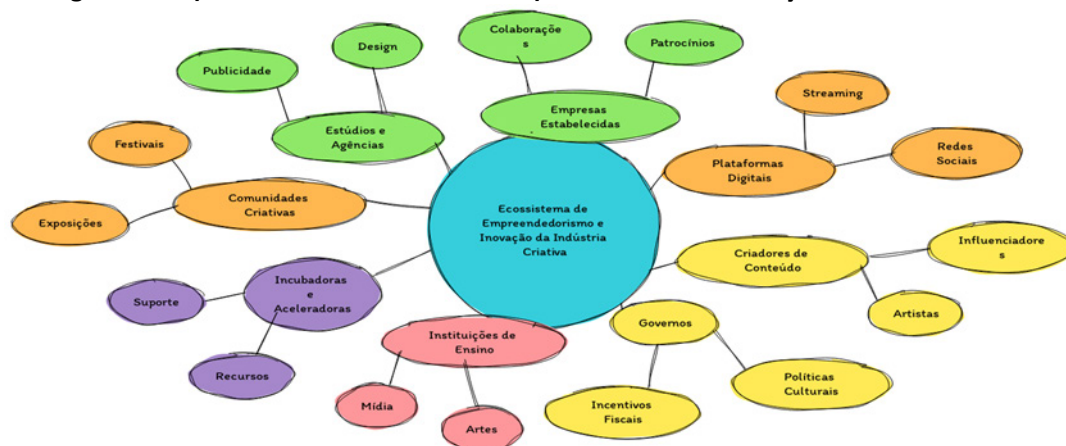 Colaboraçõe
s
Patrocínios
Design
Publicidade
Empresas
Estabelecidas
Estúdios e
Agências
Streaming
Redes
Sociais
Plataformas
Digitais
Festivais
Comunidades
Criativas
Exposições
Ecossistema de
Empreendedorismo e
Inovação da Indústria
Criativa
Criadores de
Conteúdo
Influenciadore
s
Artistas
Incubadoras
e
Aceleradoras
Suporte
Recursos
Instituições de
Ensino
Mídia
Artes
Governos
Incentivos
Fiscais
Políticas
Culturais